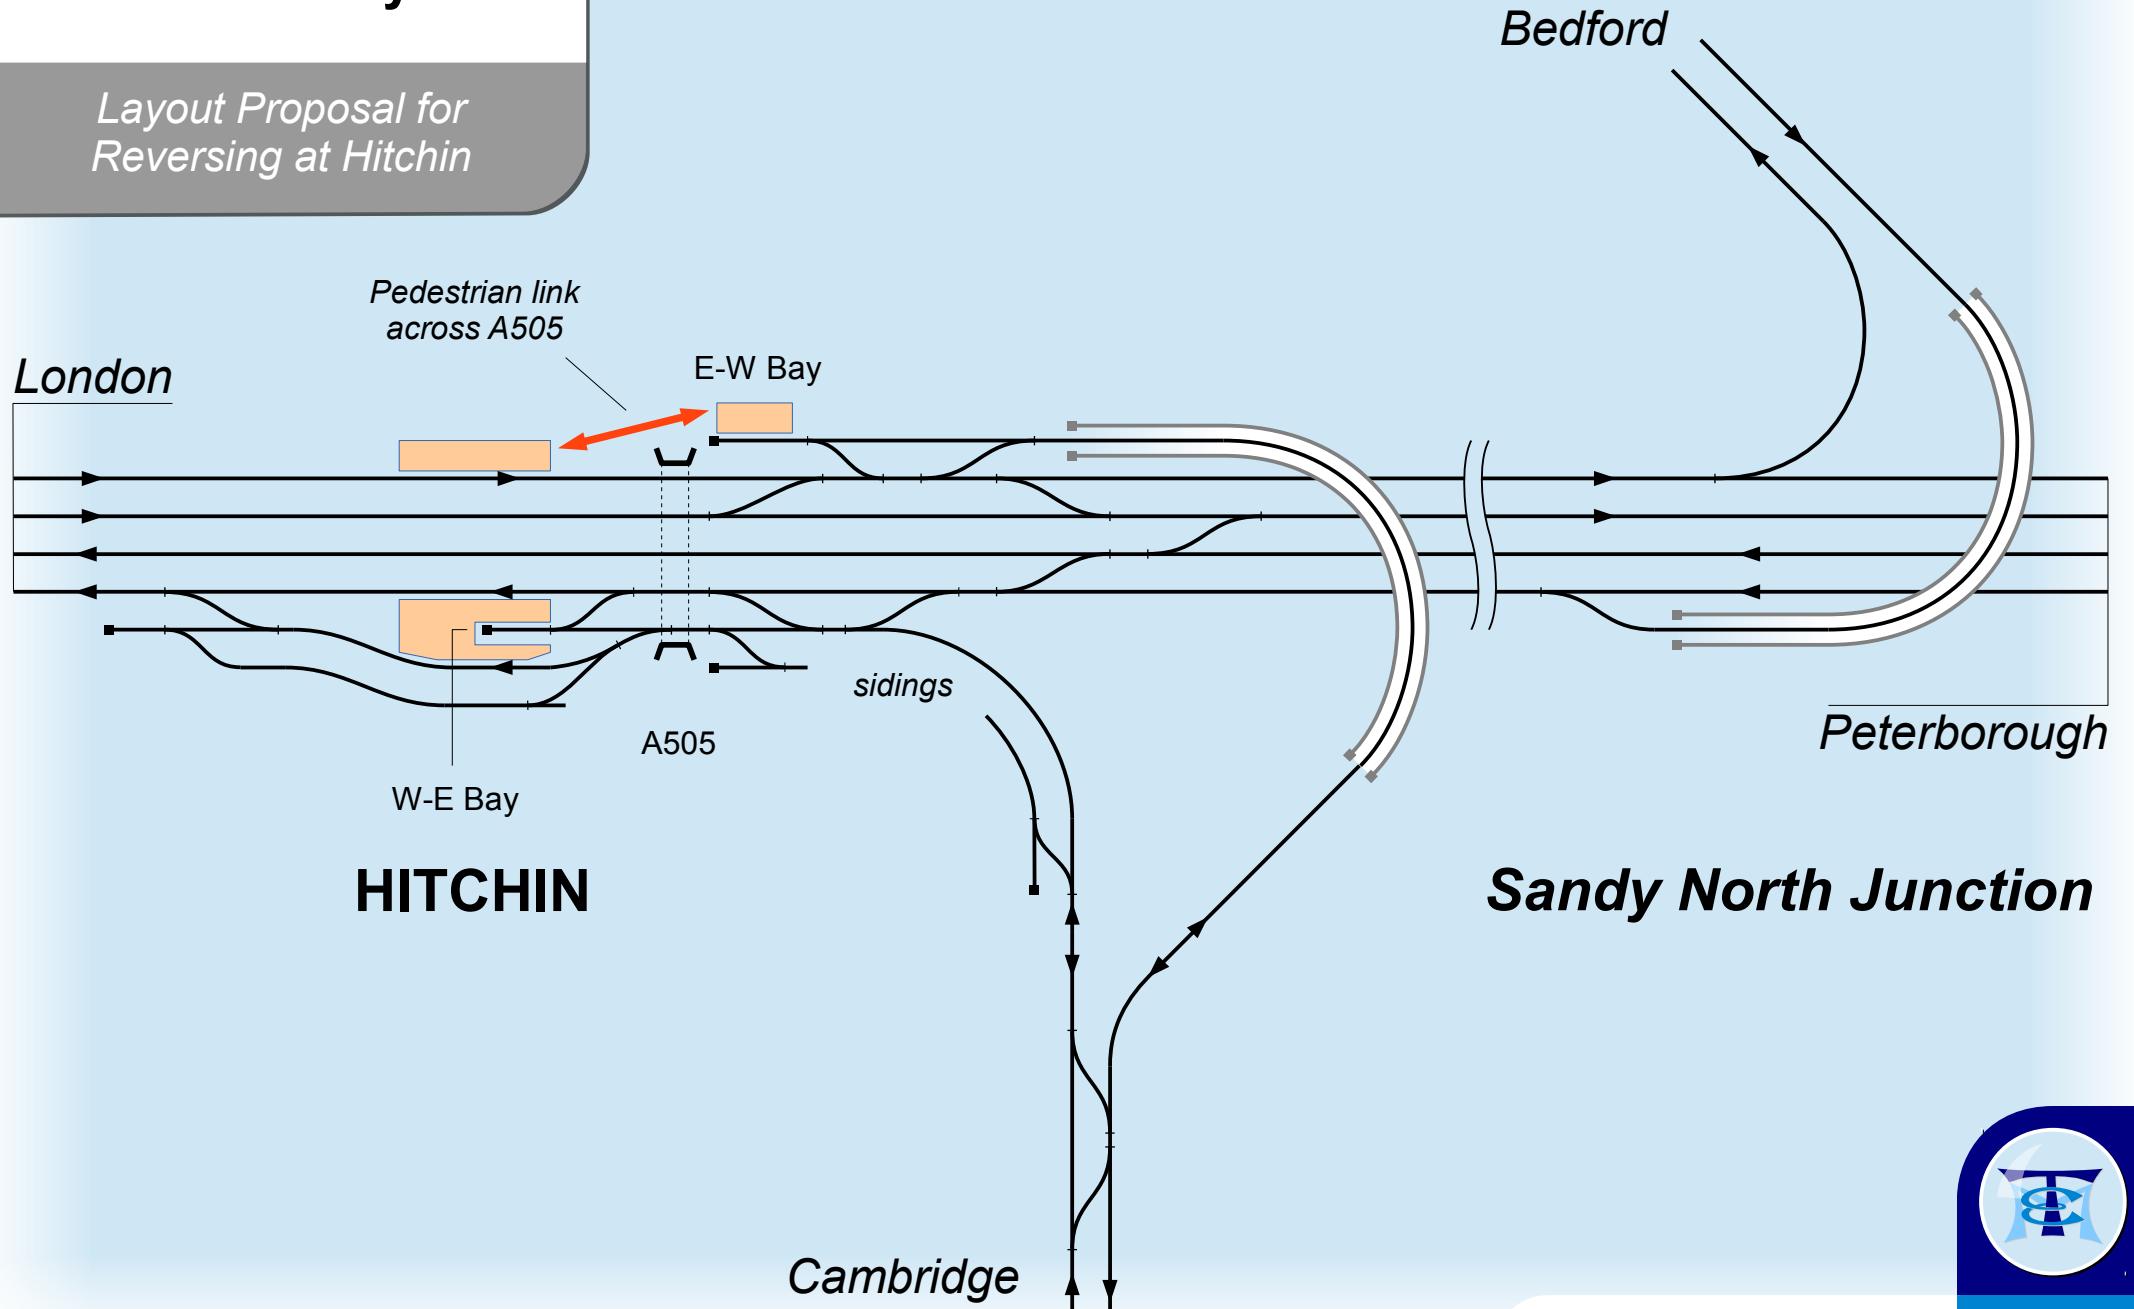 Layout Proposal for
Reversing at Hitchin
Bedford
Pedestrian link
across A505
London
E-W Bay
sidings
A505
Peterborough
W-E Bay
HITCHIN
Sandy North Junction
Cambridge